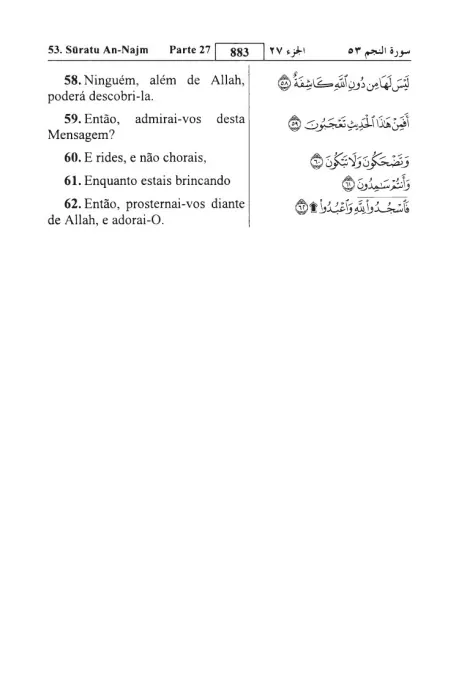 53. Sūratu An-Najm Parte 27 883 الجزء ٢٧ سورة النجم ٥٣
58. Ninguém, além de Allah,
poderá descobri-la.
لَيْسَ لَهَا مِن دُونِ ٱللَّهِ كَاشِفَةٌ ٥٨
59. Então, admirai-vos desta
Mensagem?
أَفَمِنْ هَٰذَا ٱلْحَدِيثِ تَعْجَبُونَ ٥٩
60. E rides, e não chorais,
وَتَضْحَكُونَ وَلَا تَبْكُونَ ٦٠
61. Enquanto estais brincando
وَأَنتُمْ سَٰمِدُونَ ٦١
62. Então, prosternai-vos diante
de Allah, e adorai-O.
فَٱسْجُدُوا۟ لِلَّهِ وَٱعْبُدُوا۟ ۩ ٦٢